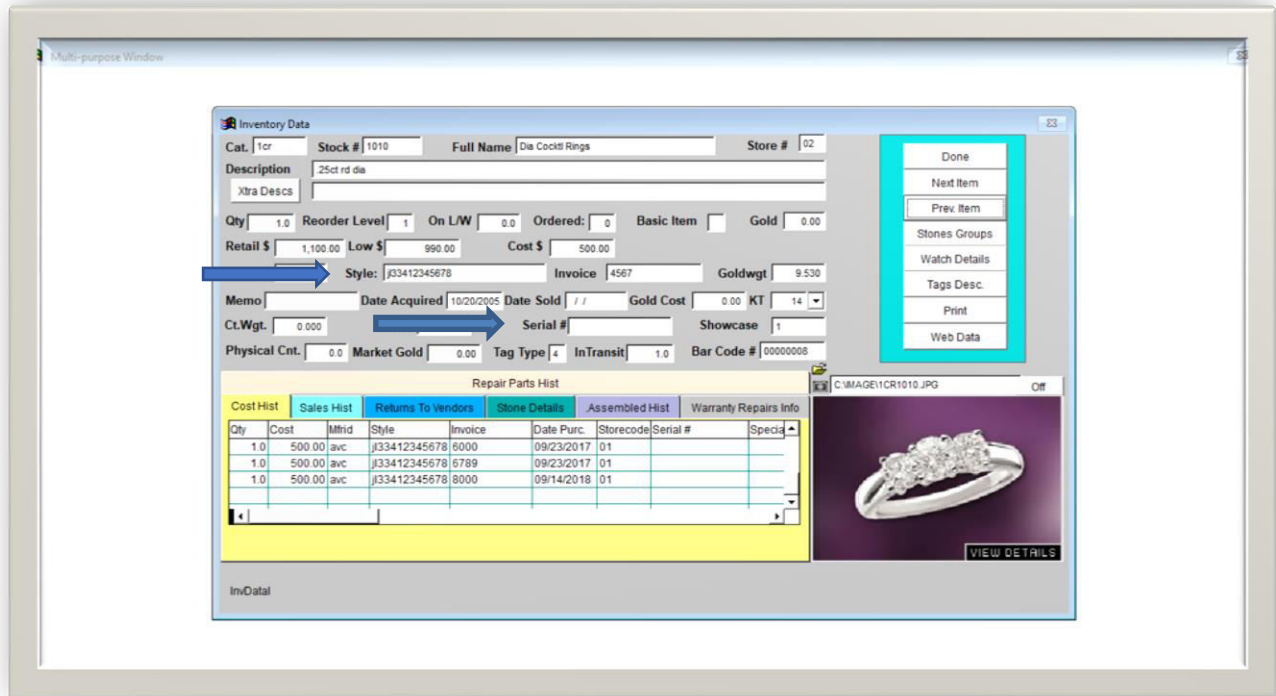 Multi-purpose Window
Inventory Data
Cat. 1cr Stock # 1010 Full Name Dia Cocktl Rings Store # 02
Description .25ct rd dia
Xtra Descs
Qty 1.0 Reorder Level 1 On L/W 0.0 Ordered: 0 Basic Item Gold 0.00
Retail $ 1,100.00 Low $ 990.00 Cost $ 500.00
Style: jl33412345678 Invoice 4567 Goldwgt 9.530
Memo Date Acquired 10/20/2005 Date Sold / / Gold Cost 0.00 KT 14
Ct.Wgt. 0.000 Serial # Showcase 1
Physical Cnt. 0.0 Market Gold 0.00 Tag Type 4 InTransit 1.0 Bar Code # 00000008
Done
Next Item
Prev. Item
Stones Groups
Watch Details
Tags Desc.
Print
Web Data
Repair Parts Hist
Cost Hist Sales Hist Returns To Vendors Stone Details Assembled Hist Warranty Repairs Info
Qty Cost Mfrid Style Invoice Date Purc. Storecode Serial # Specia
1.0 500.00 avc jl33412345678 6000 09/23/2017 01
1.0 500.00 avc jl33412345678 6789 09/23/2017 01
1.0 500.00 avc jl33412345678 8000 09/14/2018 01
C:\IMAGE\1CR1010.JPG Off
VIEW DETAILS
InvDataI